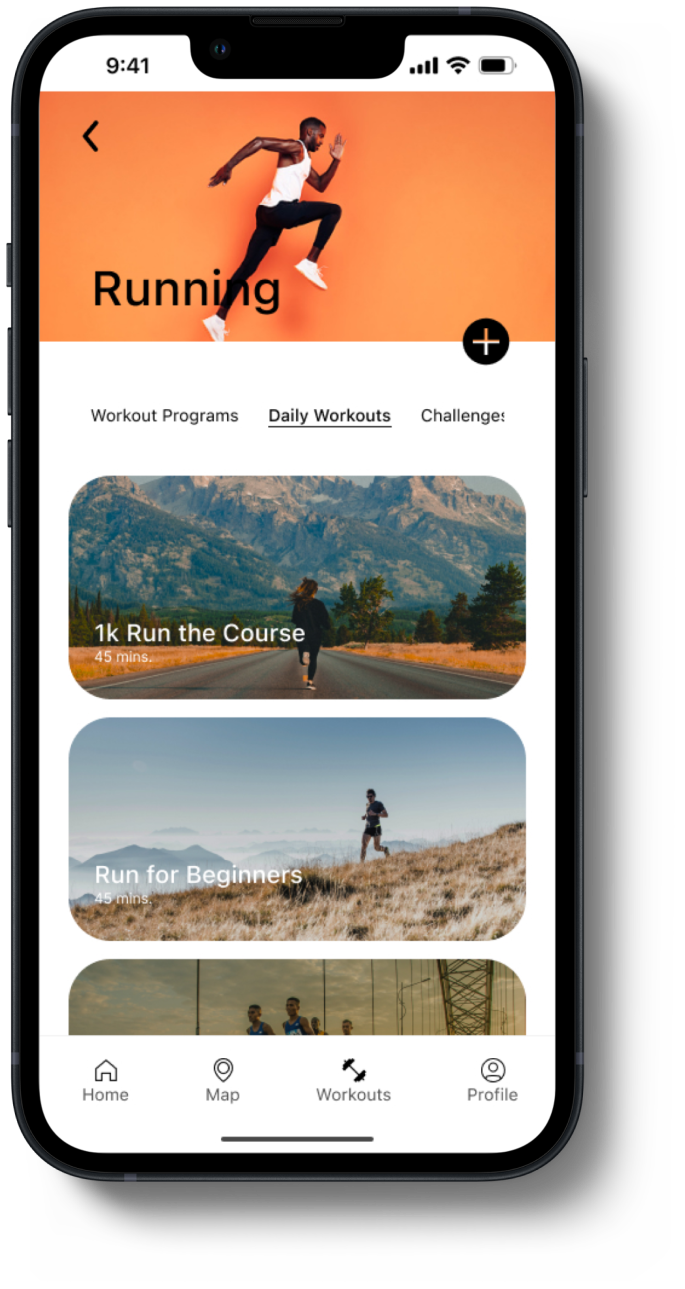 9:41
Running
Workout Programs Daily Workouts Challenges
1k Run the Course
45 mins.
Run for Beginners
45 mins.
Home Map Workouts Profile